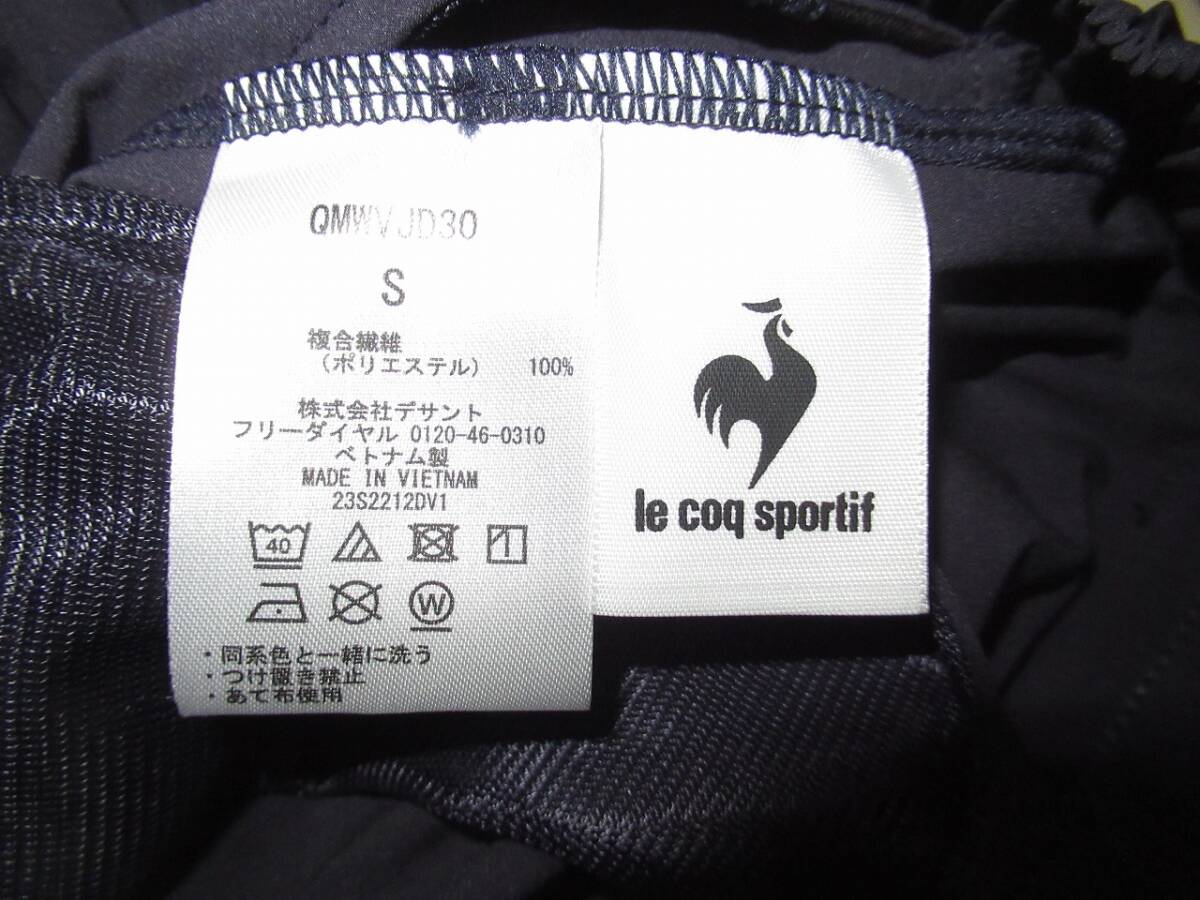 QMWVJD30
S
複合繊維
（ポリエステル） 100%
株式会社デサント
フリーダイヤル 0120-46-0310
ベトナム製
MADE IN VIETNAM
23S2212DV1
40
W
・同系色と一緒に洗う
・つけ置き禁止
・あて布使用
le coq sportif